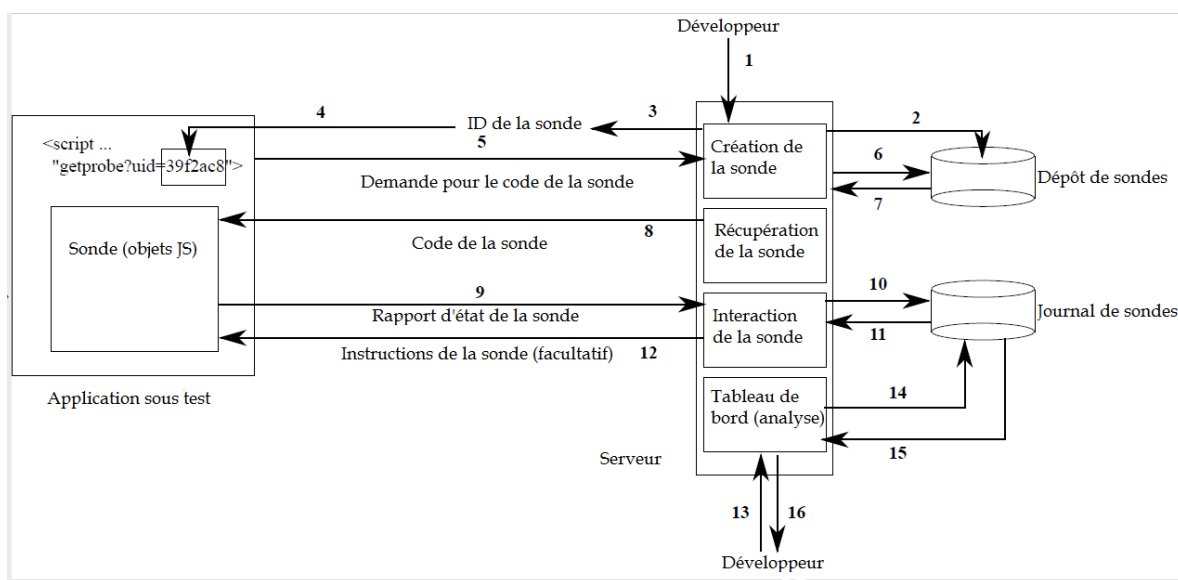 Développeur
1
4
3
2
ID de la sonde
<script ...
"getprobe?uid=39f2ac8">
5
Création de
la sonde
6
Demande pour le code de la sonde
Dépôt de sondes
7
8
Code de la sonde
Récupération
de la sonde
Sonde (objets JS)
9
10
Rapport d'état de la sonde
Interaction
de la sonde
Journal de sondes
11
Instructions de la sonde (facultatif)
12
Application sous test
Tableau de
bord (analyse)
14
15
Serveur
13
16
Développeur